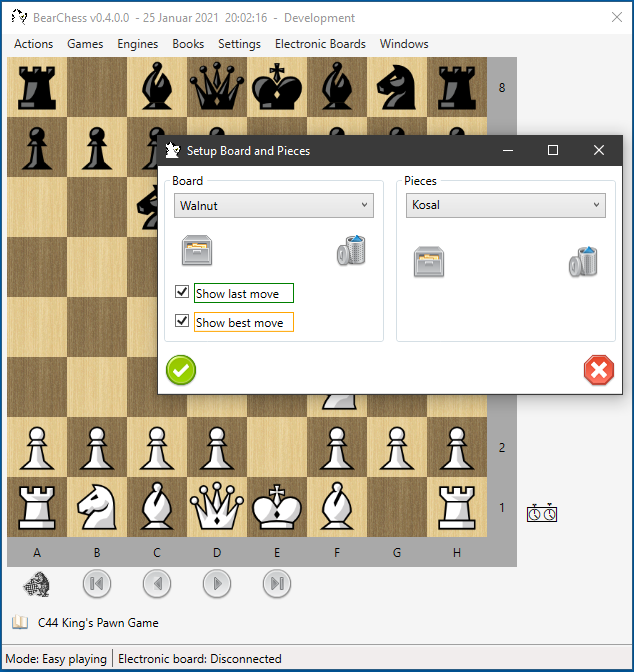 BearChess v0.4.0.0 - 25 Januar 2021 20:02:16 - Development
Actions Games Engines Books Settings Electronic Boards Windows
8
Setup Board and Pieces
Board Pieces
Walnut Kosal
Show last move
Show best move
2
1
A B C D E F G H
C44 King's Pawn Game
Mode: Easy playing Electronic board: Disconnected